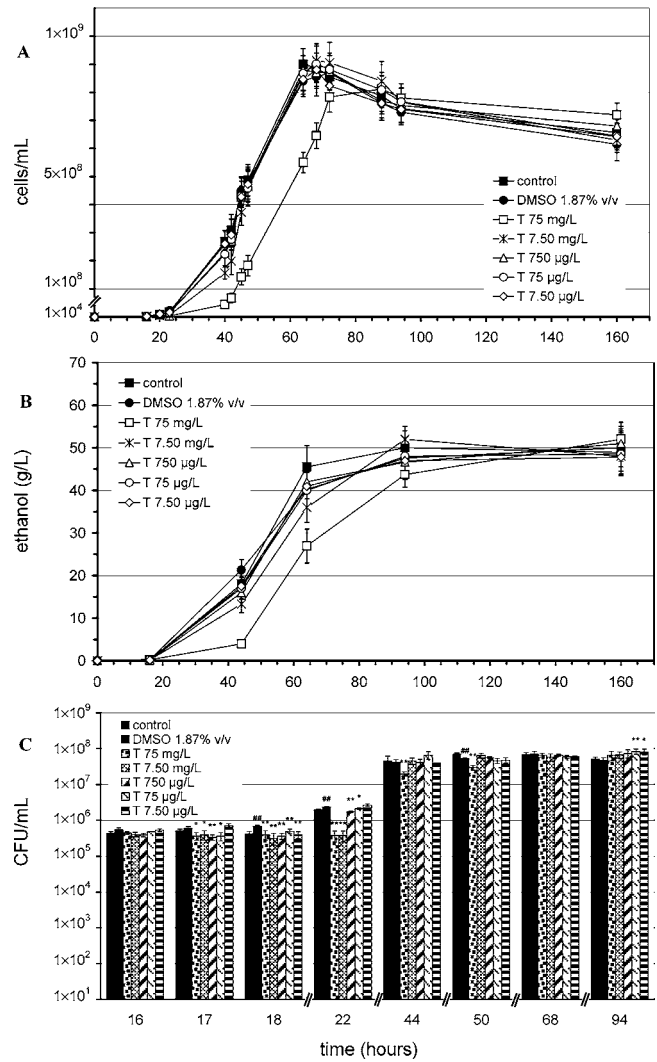 A
cells/mL
1×10⁹
5×10⁸
1×10⁸
1×10⁴
control
DMSO 1.87% v/v
T 75 mg/L
T 7.50 mg/L
T 750 µg/L
T 75 µg/L
T 7.50 µg/L
0 20 40 60 80 100 120 140 160
B
ethanol (g/L)
70
60
50
40
30
20
10
0
control
DMSO 1.87% v/v
T 75 mg/L
T 7.50 mg/L
T 750 µg/L
T 75 µg/L
T 7.50 µg/L
0 20 40 60 80 100 120 140 160
C
CFU/mL
1×10⁹
1×10⁸
1×10⁷
1×10⁶
1×10⁵
1×10⁴
1×10³
1×10²
1×10¹
control
DMSO 1.87% v/v
T 75 mg/L
T 7.50 mg/L
T 750 µg/L
T 75 µg/L
T 7.50 µg/L
16 17 18 22 44 50 68 94
time (hours)